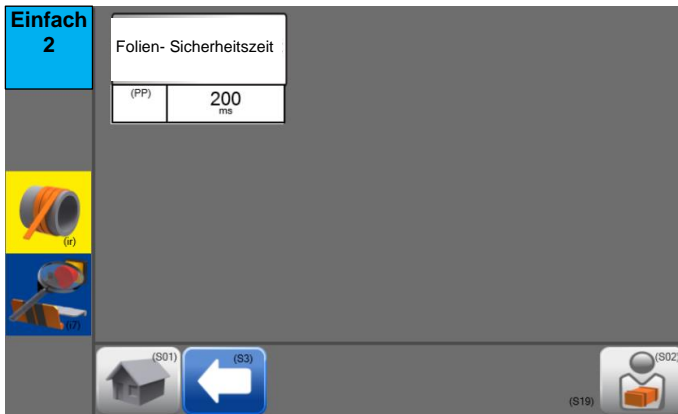 Einfach
2
Folien- Sicherheitszeit
(PP)
200
ms
(ir)
(i7)
(S01)
(S3)
(S02)
(S19)